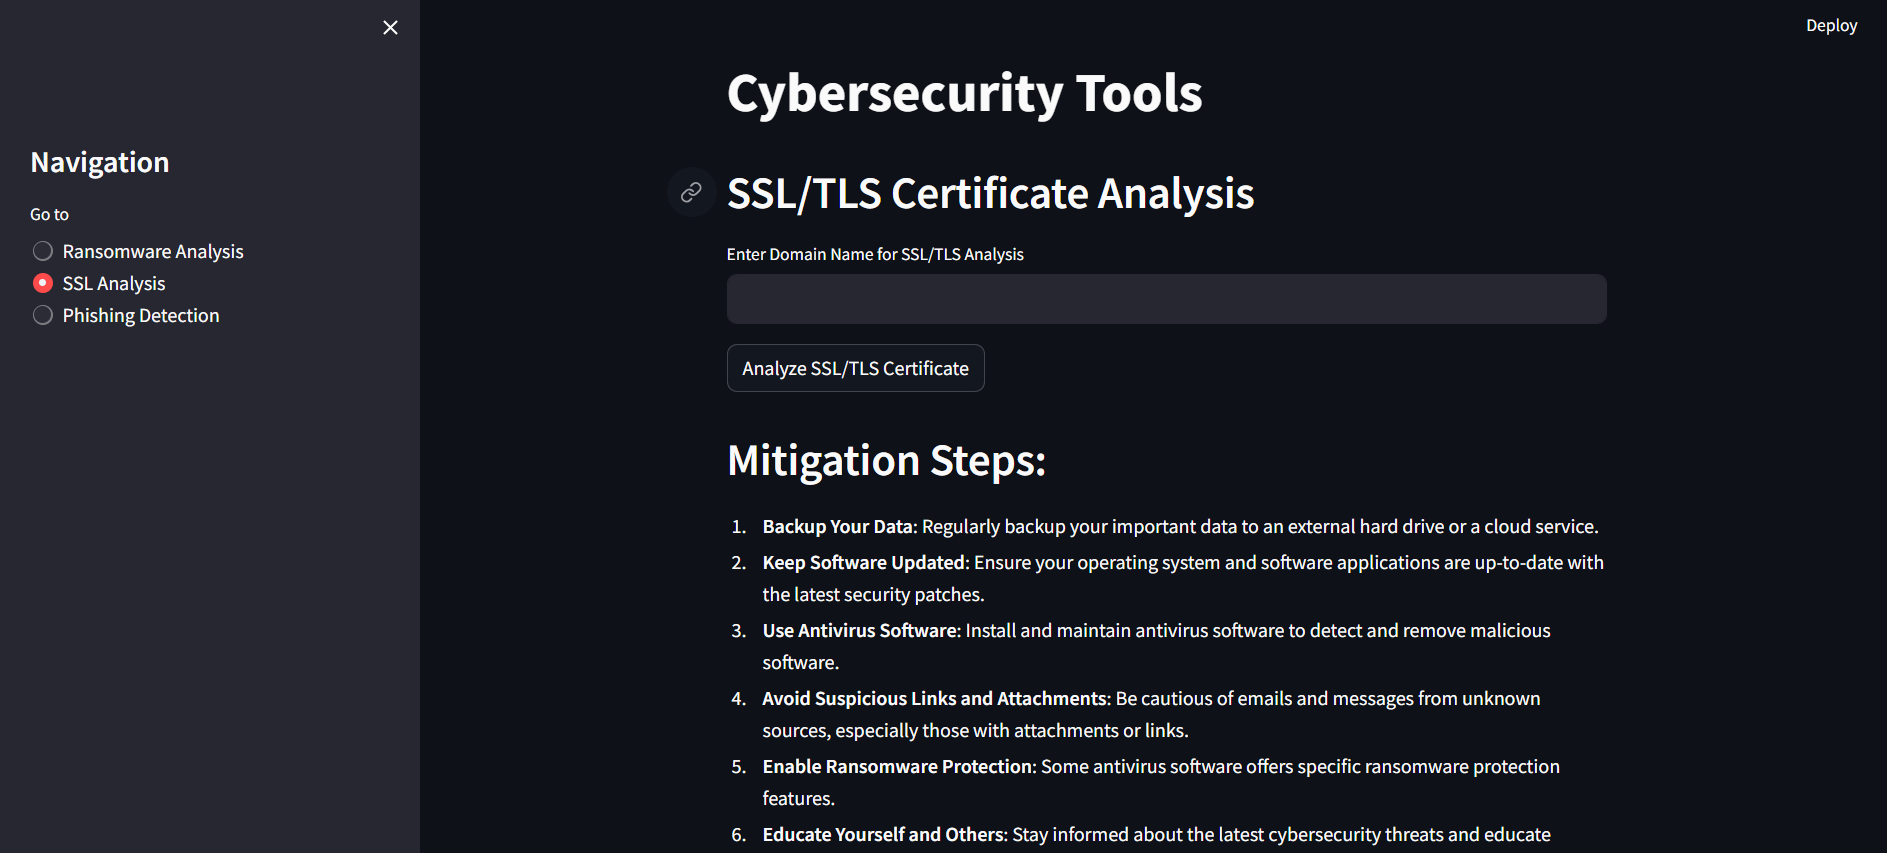 Deploy
Navigation
Go to
Ransomware Analysis
SSL Analysis
Phishing Detection
Cybersecurity Tools
SSL/TLS Certificate Analysis
Enter Domain Name for SSL/TLS Analysis
Analyze SSL/TLS Certificate
Mitigation Steps:
1. Backup Your Data: Regularly backup your important data to an external hard drive or a cloud service.
2. Keep Software Updated: Ensure your operating system and software applications are up-to-date with
the latest security patches.
3. Use Antivirus Software: Install and maintain antivirus software to detect and remove malicious
software.
4. Avoid Suspicious Links and Attachments: Be cautious of emails and messages from unknown
sources, especially those with attachments or links.
5. Enable Ransomware Protection: Some antivirus software offers specific ransomware protection
features.
6. Educate Yourself and Others: Stay informed about the latest cybersecurity threats and educate